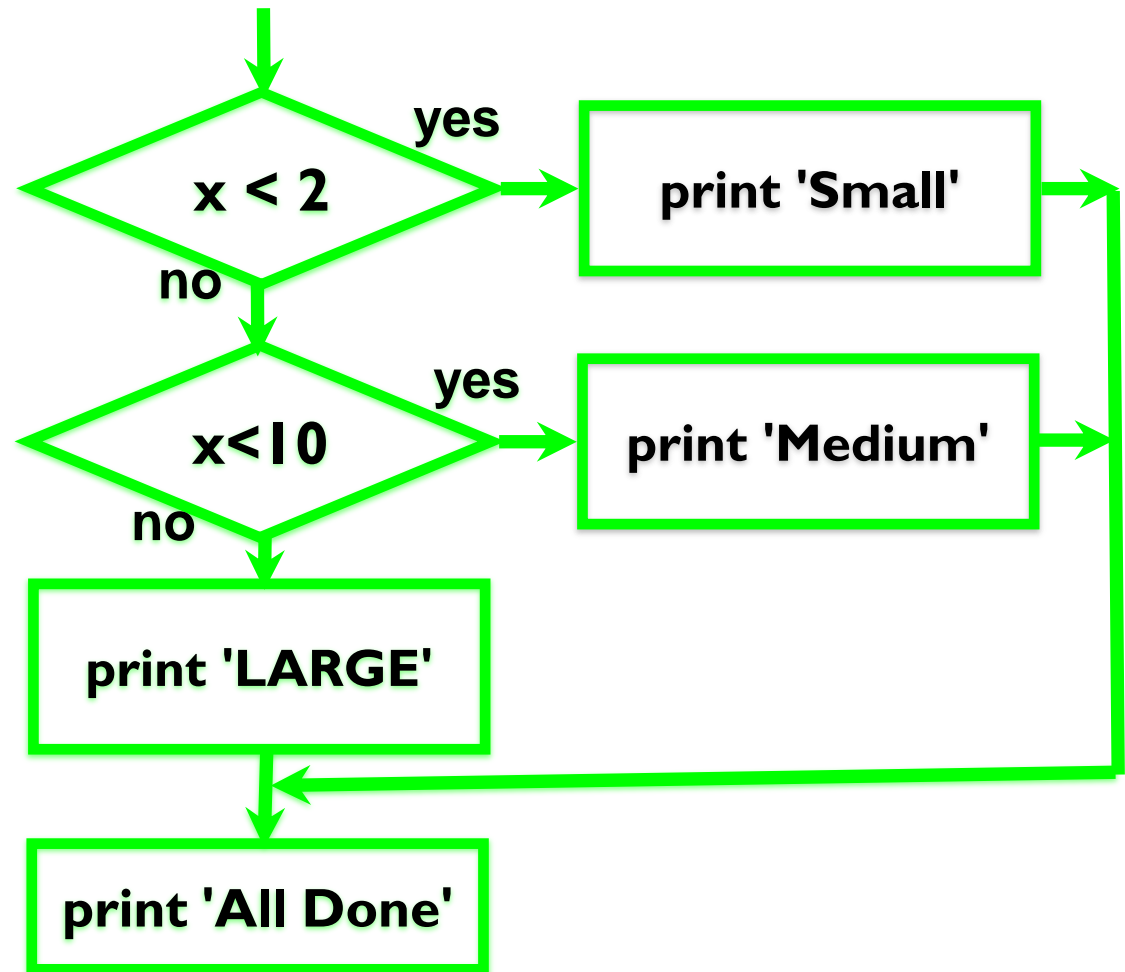 yes
x < 2
print 'Small'
no
yes
x<10
print 'Medium'
no
print 'LARGE'
print 'All Done'